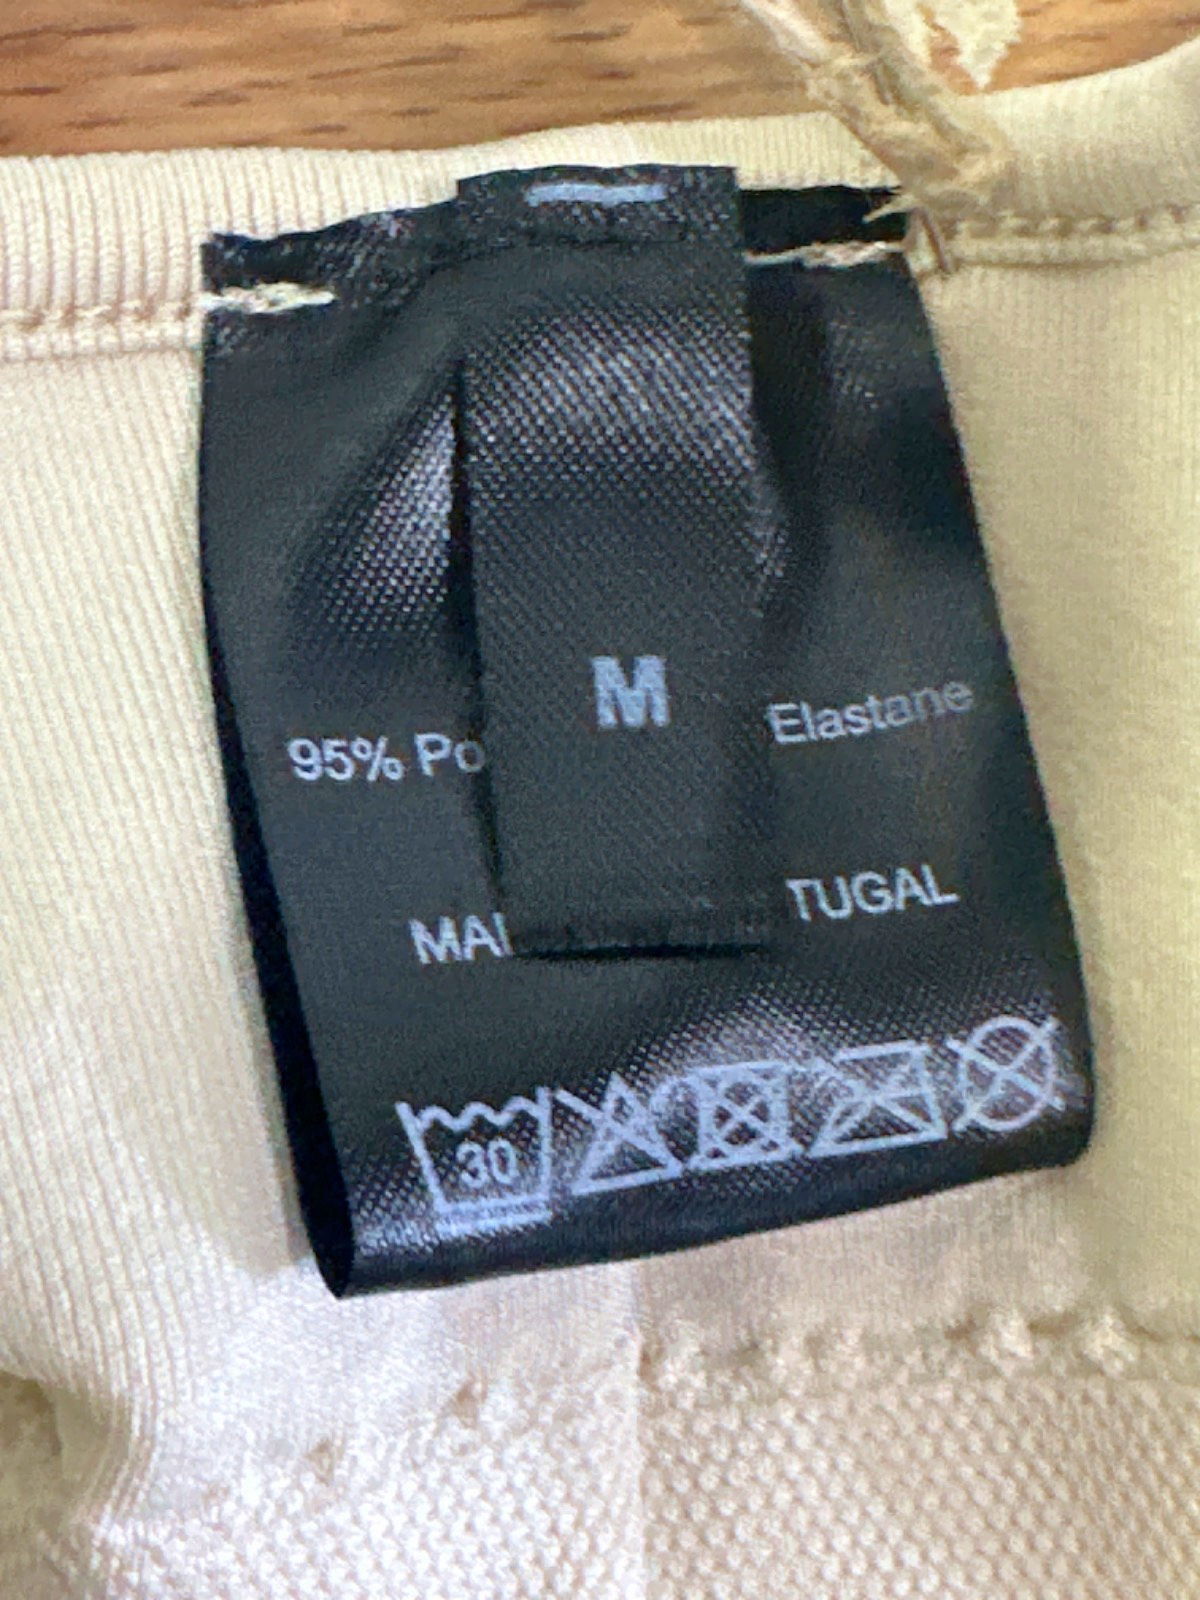 M
95% Po Elastane
MA TUGAL
30